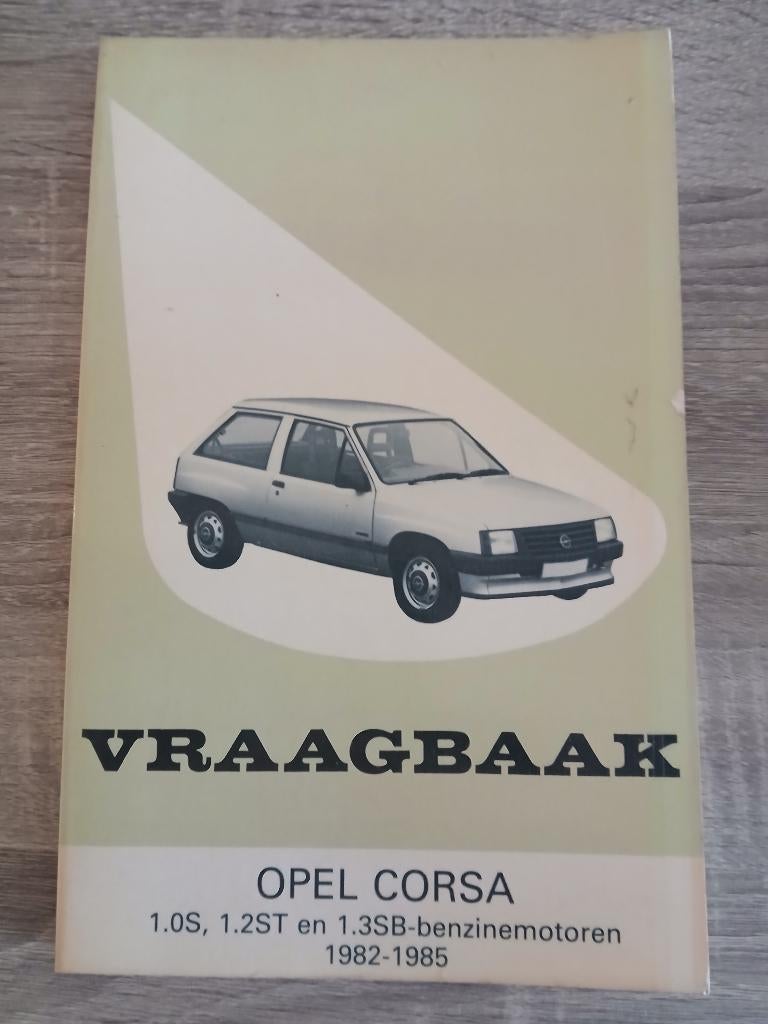 VRAAGBAAK
OPEL CORSA
1.0S, 1.2ST en 1.3SB-benzinemotoren
1982-1985